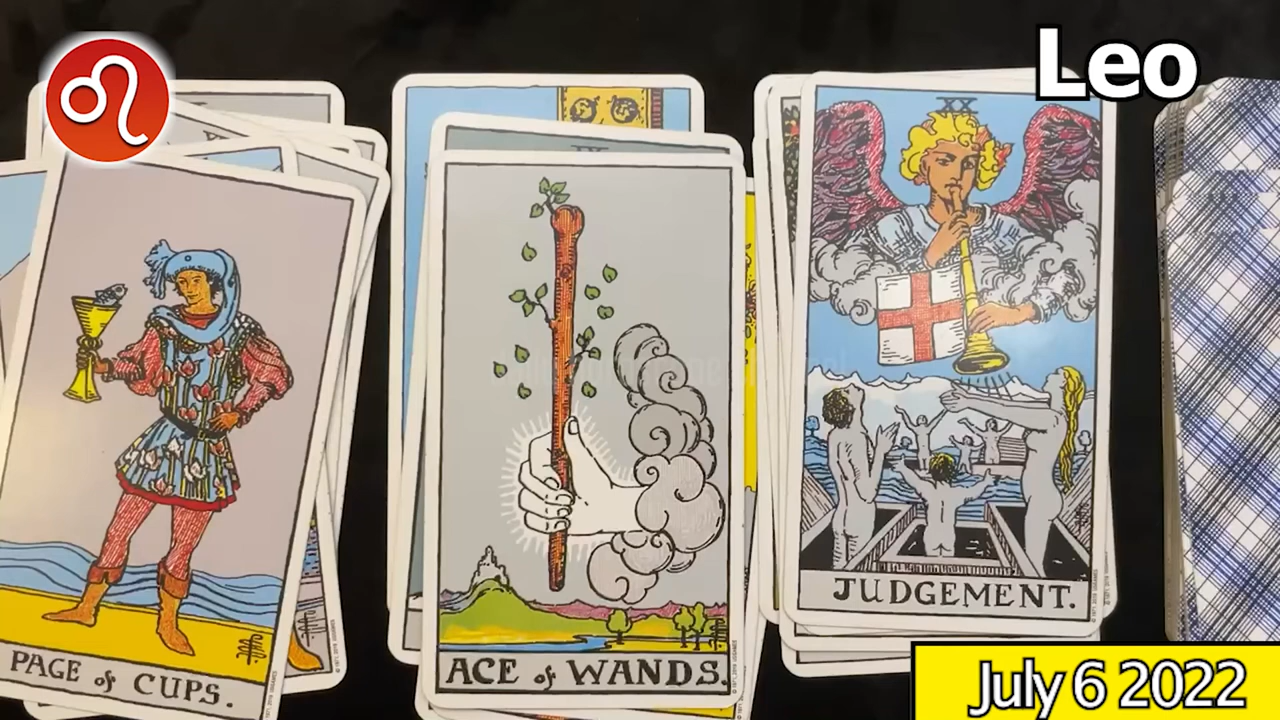 Leo
XX
PAGE of CUPS.
ACE of WANDS.
JUDGEMENT.
July 6 2022